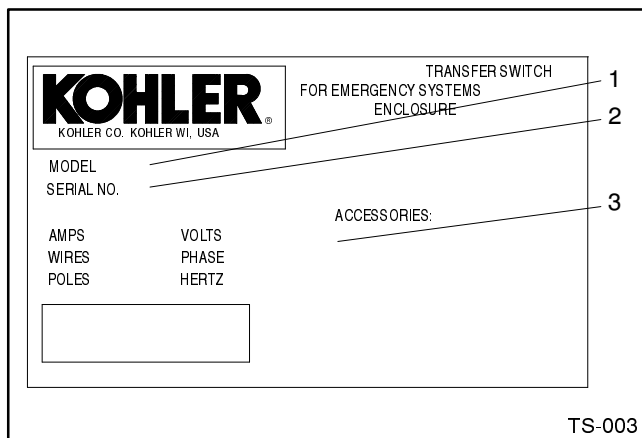 TRANSFER SWITCH
FOR EMERGENCY SYSTEMS
ENCLOSURE
KOHLER®
KOHLER CO. KOHLER WI, USA
MODEL
SERIAL NO.
ACCESSORIES:
AMPS VOLTS
WIRES PHASE
POLES HERTZ
1
2
3
TS-003